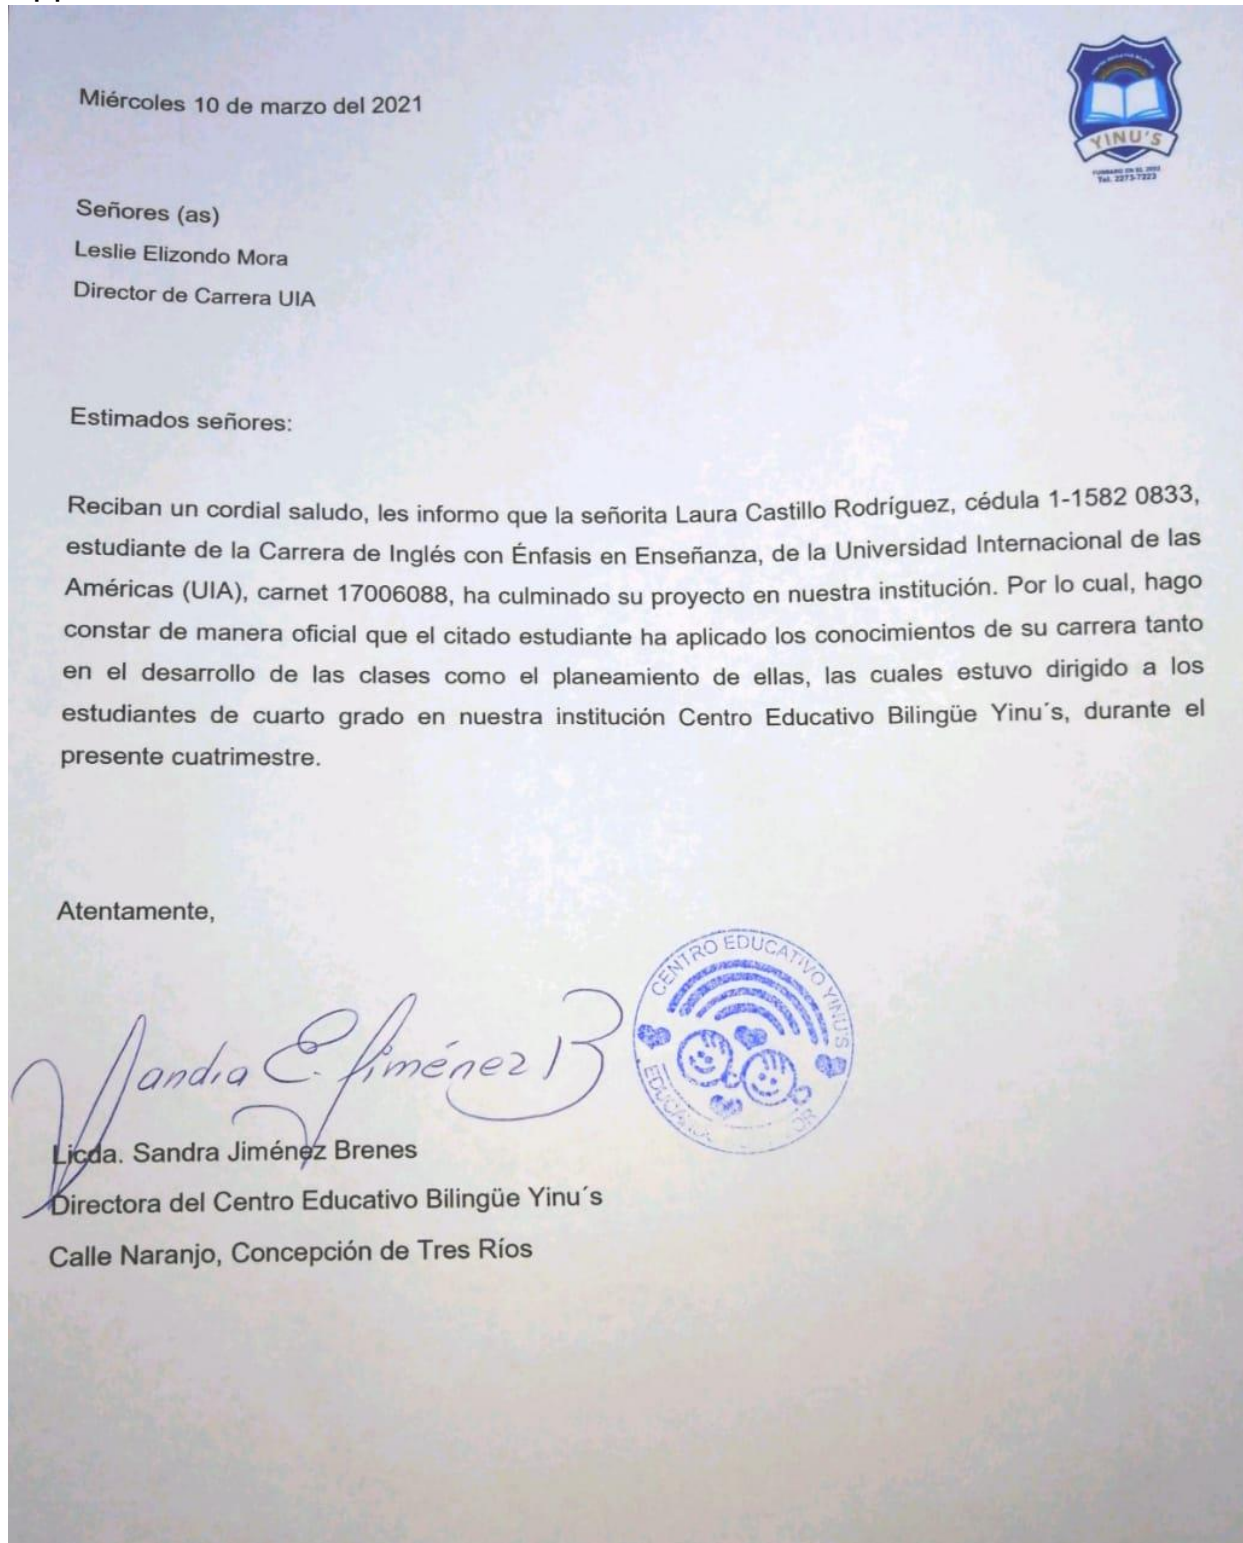 Miércoles 10 de marzo del 2021
YINU'S
FUNDADO EN EL 2002
Tel. 2273-7223
Señores (as)
Leslie Elizondo Mora
Director de Carrera UIA
Estimados señores:
Reciban un cordial saludo, les informo que la señorita Laura Castillo Rodríguez, cédula 1-1582 0833,
estudiante de la Carrera de Inglés con Énfasis en Enseñanza, de la Universidad Internacional de las
Américas (UIA), carnet 17006088, ha culminado su proyecto en nuestra institución. Por lo cual, hago
constar de manera oficial que el citado estudiante ha aplicado los conocimientos de su carrera tanto
en el desarrollo de las clases como el planeamiento de ellas, las cuales estuvo dirigido a los
estudiantes de cuarto grado en nuestra institución Centro Educativo Bilingüe Yinu´s, durante el
presente cuatrimestre.
Atentamente,
CENTRO EDUCATIVO YINU'S
Sandra E. Jiménez B
Licda. Sandra Jiménez Brenes
Directora del Centro Educativo Bilingüe Yinu´s
Calle Naranjo, Concepción de Tres Ríos